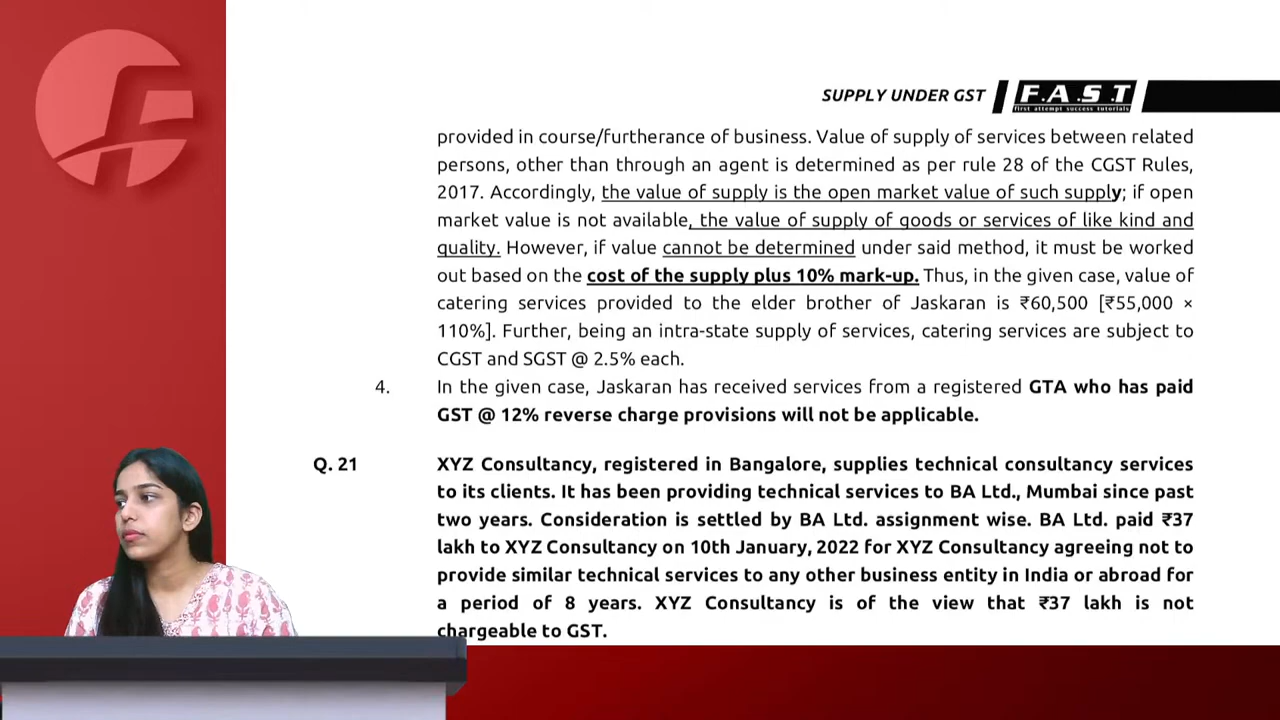 SUPPLY UNDER GST
F.A.S.T
first attempt success tutorials
provided in course/furtherance of business. Value of supply of services between related
persons, other than through an agent is determined as per rule 28 of the CGST Rules,
2017. Accordingly, the value of supply is the open market value of such supply; if open
market value is not available, the value of supply of goods or services of like kind and
quality. However, if value cannot be determined under said method, it must be worked
out based on the cost of the supply plus 10% mark-up. Thus, in the given case, value of
catering services provided to the elder brother of Jaskaran is ₹60,500 [₹55,000 ×
110%]. Further, being an intra-state supply of services, catering services are subject to
CGST and SGST @ 2.5% each.
4. In the given case, Jaskaran has received services from a registered GTA who has paid
GST @ 12% reverse charge provisions will not be applicable.
Q. 21 XYZ Consultancy, registered in Bangalore, supplies technical consultancy services
to its clients. It has been providing technical services to BA Ltd., Mumbai since past
two years. Consideration is settled by BA Ltd. assignment wise. BA Ltd. paid ₹37
lakh to XYZ Consultancy on 10th January, 2022 for XYZ Consultancy agreeing not to
provide similar technical services to any other business entity in India or abroad for
a period of 8 years. XYZ Consultancy is of the view that ₹37 lakh is not
chargeable to GST.